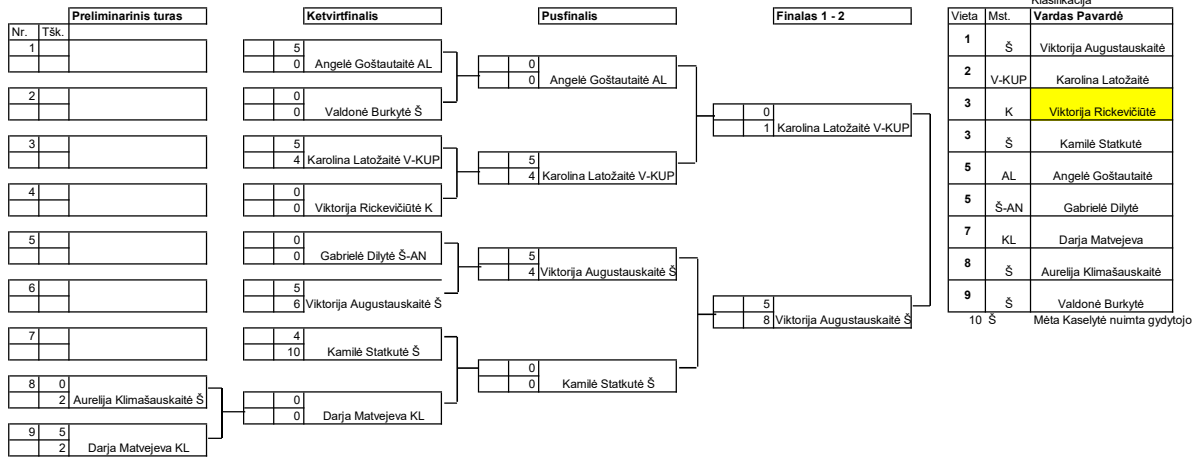 Klasifikacija
Preliminarinis turas Ketvirtfinalis Pusfinalis Finalas 1 - 2 Vieta Mst. Vardas Pavardė
Nr. Tšk.
1
5
0 Angelė Goštautaitė AL
0
0 Angelė Goštautaitė AL
2
0
0 Valdonė Burkytė Š
0
1 Karolina Latožaitė V-KUP
3
5
4 Karolina Latožaitė V-KUP
5
4 Karolina Latožaitė V-KUP
4
0
0 Viktorija Rickevičiūtė K
5
0
0 Gabrielė Dilytė Š-AN
5
4 Viktorija Augustauskaitė Š
6
5
6 Viktorija Augustauskaitė Š
5
8 Viktorija Augustauskaitė Š
7
4
10 Kamilė Statkutė Š
0
0 Kamilė Statkutė Š
8 0
2 Aurelija Klimašauskaitė Š
0
0 Darja Matvejeva KL
9 5
2 Darja Matvejeva KL
1 Š Viktorija Augustauskaitė
2 V-KUP Karolina Latožaitė
3 K Viktorija Rickevičiūtė
3 Š Kamilė Statkutė
5 AL Angelė Goštautaitė
5 Š-AN Gabrielė Dilytė
7 KL Darja Matvejeva
8 Š Aurelija Klimašauskaitė
9 Š Valdonė Burkytė
10 Š Mėta Kaselytė nuimta gydytojo